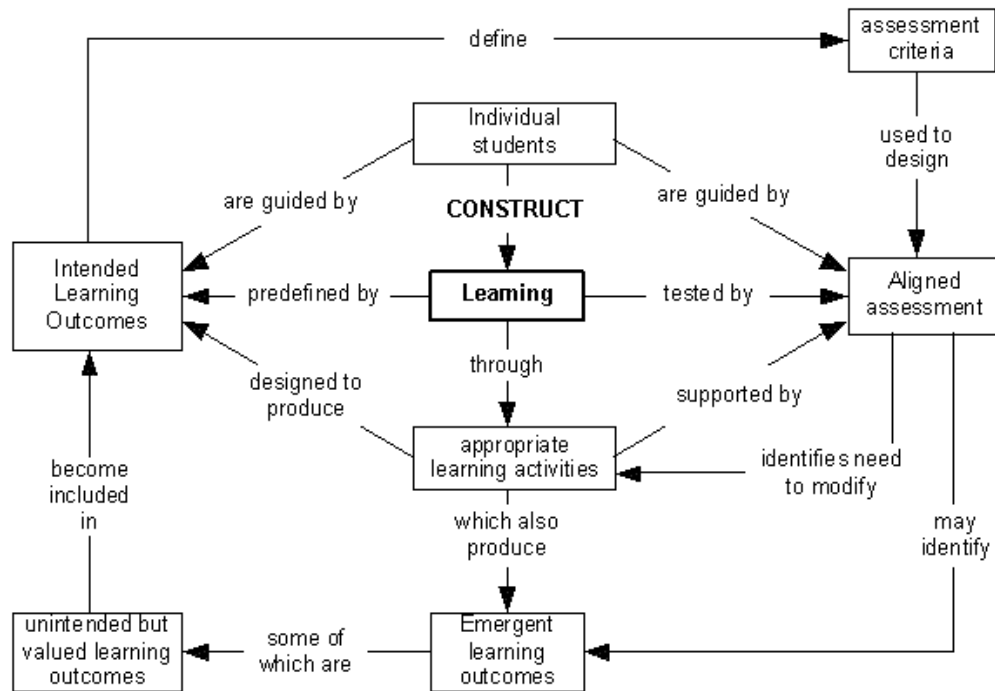 define
assessment
criteria
Individual
students
used to
design
are guided by
are guided by
CONSTRUCT
Intended
Learning
Outcomes
predefined by
Learning
tested by
Aligned
assessment
through
designed to
produce
supported by
appropriate
learning activities
identifies need
to modify
become
included
in
which also
produce
may
identify
unintended but
valued learning
outcomes
some of
which are
Emergent
learning
outcomes